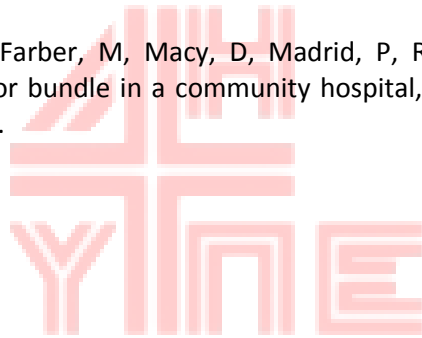 Farber, M, Macy, D, Madrid, P, R
or bundle in a community hospital,
.
Δ Η
Υ Π Ε